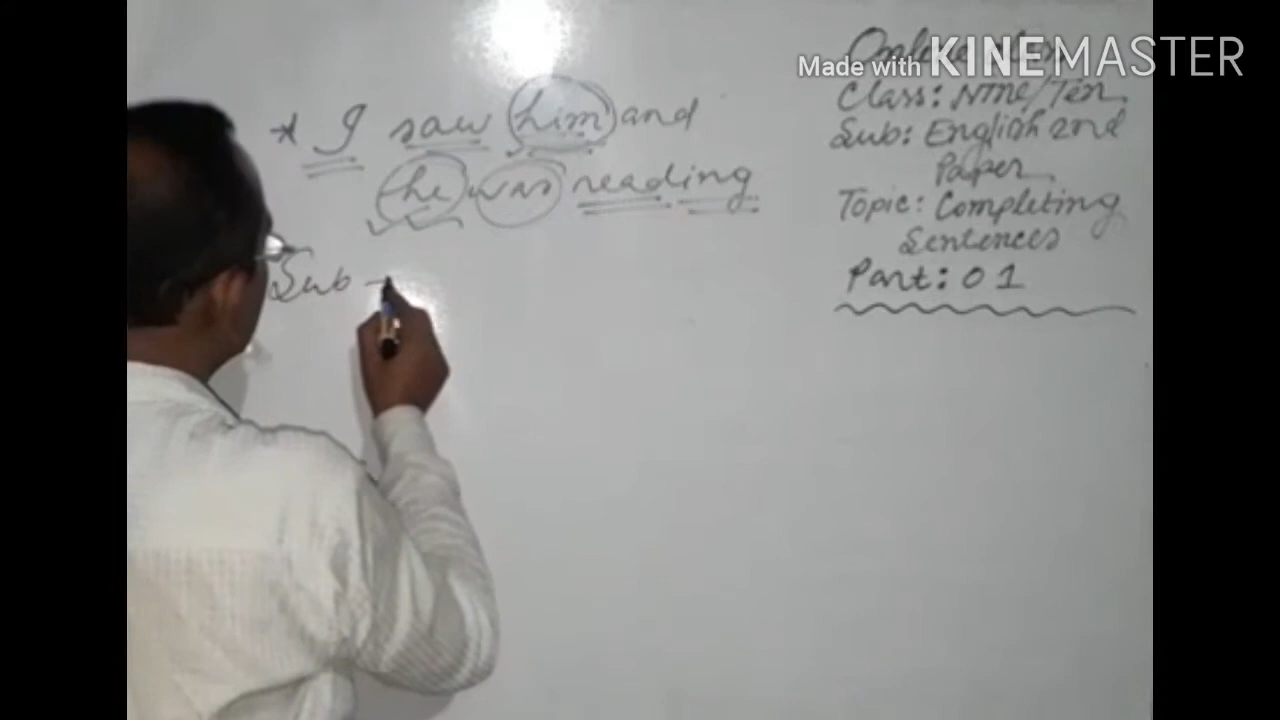 * I saw him and
he was reading
Sub -
Made with KINEMASTER
Class: Nine/Ten
Sub: English 2nd
Paper
Topic: Completing
Sentences
Part: 01